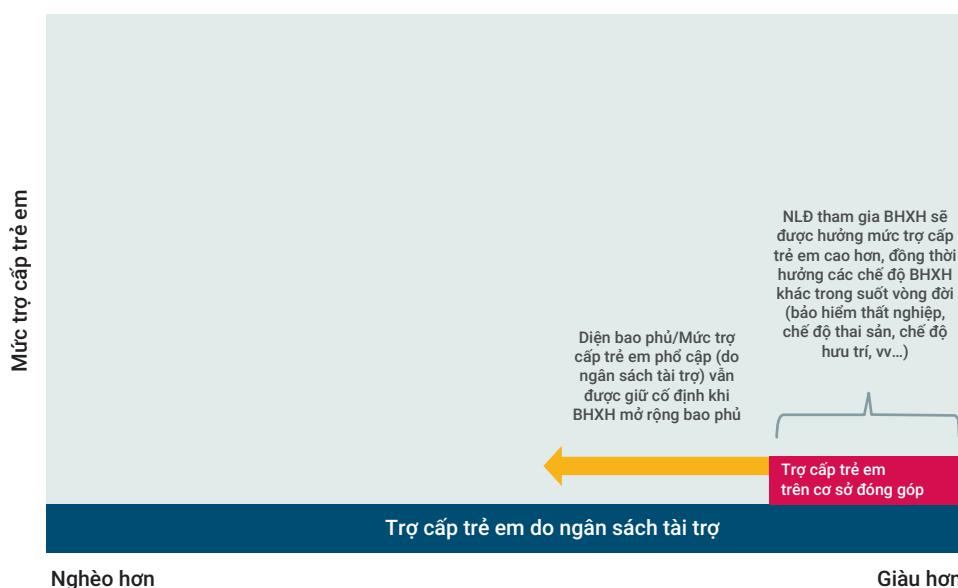 Mức trợ cấp trẻ em
NLĐ tham gia BHXH sẽ
được hưởng mức trợ cấp
trẻ em cao hơn, đồng thời
hưởng các chế độ BHXH
khác trong suốt vòng đời
(bảo hiểm thất nghiệp,
chế độ thai sản, chế độ
hưu trí, vv...)
Diện bao phủ/Mức trợ
cấp trẻ em phổ cập (do
ngân sách tài trợ) vẫn
được giữ cố định khi
BHXH mở rộng bao phủ
Trợ cấp trẻ em
trên cơ sở đóng góp
Trợ cấp trẻ em do ngân sách tài trợ
Nghèo hơn
Giàu hơn